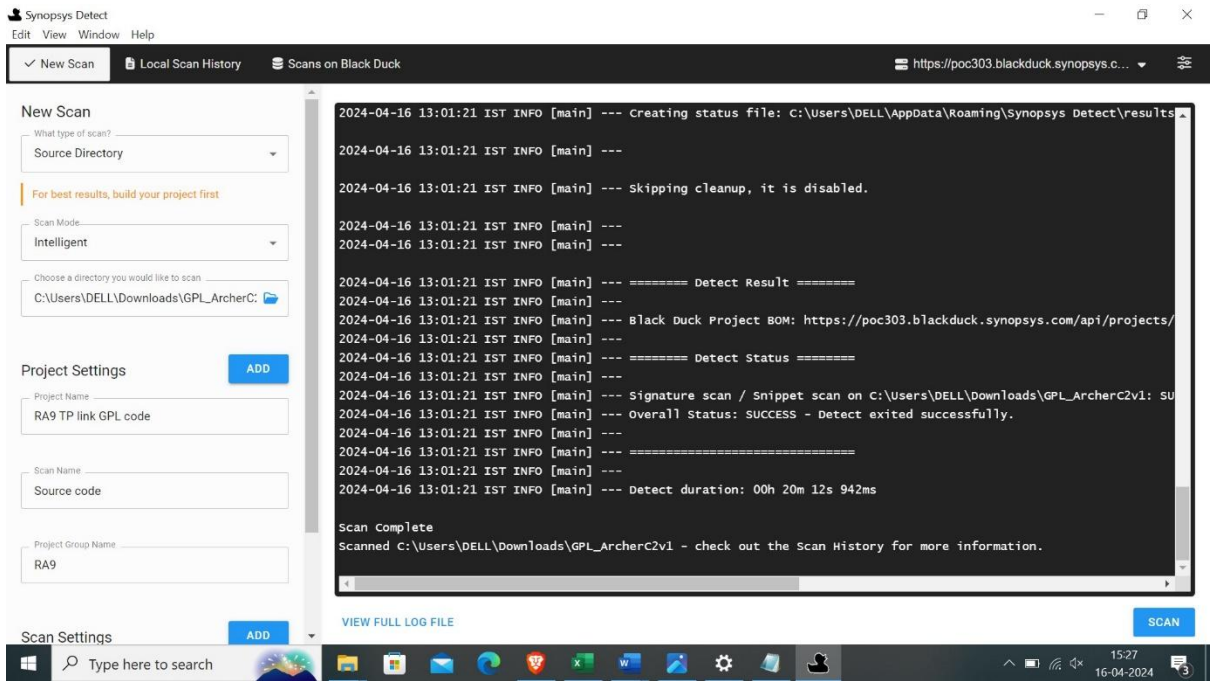 Synopsys Detect
Edit View Window Help
New Scan
Local Scan History
Scans on Black Duck
https://poc303.blackduck.synopsys.c...
New Scan
What type of scan?
Source Directory
For best results, build your project first
Scan Mode
Intelligent
Choose a directory you would like to scan
C:\Users\DELL\Downloads\GPL_ArcherC:
Project Settings
ADD
Project Name
RA9 TP link GPL code
Scan Name
Source code
Project Group Name
RA9
Scan Settings
ADD
2024-04-16 13:01:21 IST INFO [main] --- Creating status file: C:\Users\DELL\AppData\Roaming\Synopsys Detect\results
2024-04-16 13:01:21 IST INFO [main] ---
2024-04-16 13:01:21 IST INFO [main] --- Skipping cleanup, it is disabled.
2024-04-16 13:01:21 IST INFO [main] ---
2024-04-16 13:01:21 IST INFO [main] ---
2024-04-16 13:01:21 IST INFO [main] --- ======== Detect Result ========
2024-04-16 13:01:21 IST INFO [main] ---
2024-04-16 13:01:21 IST INFO [main] --- Black Duck Project BOM: https://poc303.blackduck.synopsys.com/api/projects/
2024-04-16 13:01:21 IST INFO [main] ---
2024-04-16 13:01:21 IST INFO [main] --- ======== Detect Status ========
2024-04-16 13:01:21 IST INFO [main] ---
2024-04-16 13:01:21 IST INFO [main] --- Signature scan / Snippet scan on C:\Users\DELL\Downloads\GPL_ArcherC2v1: SU
2024-04-16 13:01:21 IST INFO [main] --- Overall Status: SUCCESS - Detect exited successfully.
2024-04-16 13:01:21 IST INFO [main] ---
2024-04-16 13:01:21 IST INFO [main] --- ===============================
2024-04-16 13:01:21 IST INFO [main] ---
2024-04-16 13:01:21 IST INFO [main] --- Detect duration: 00h 20m 12s 942ms
Scan Complete
Scanned C:\Users\DELL\Downloads\GPL_ArcherC2v1 - check out the Scan History for more information.
VIEW FULL LOG FILE
SCAN
Type here to search
15:27
16-04-2024
3